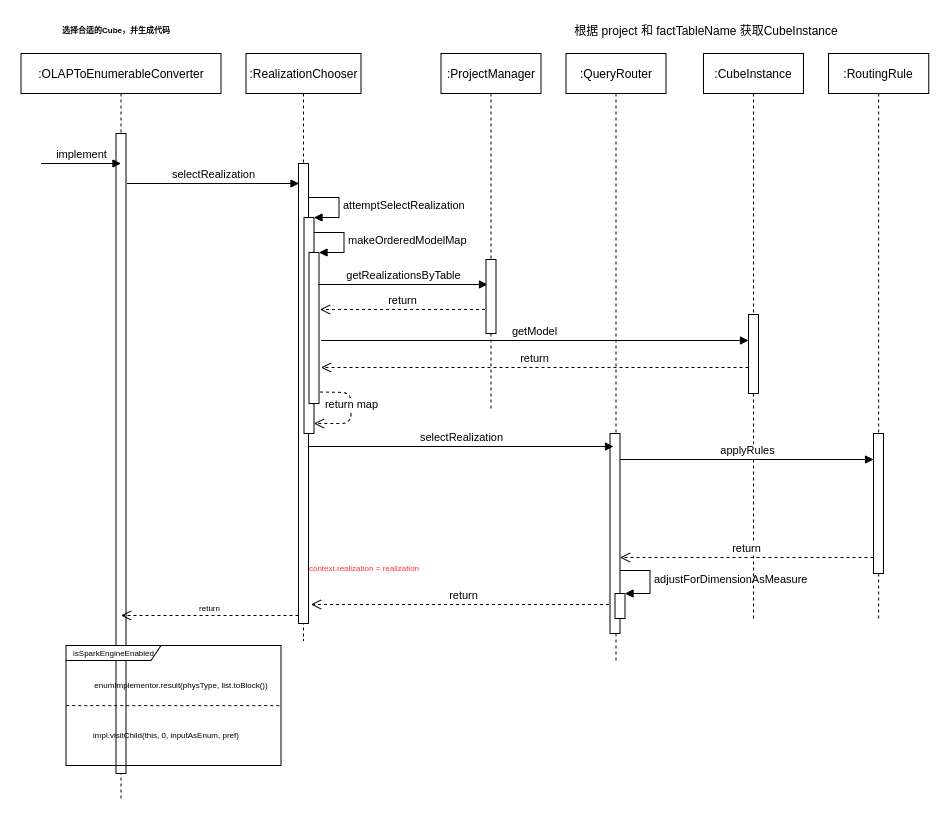 选择合适的Cube，并生成代码
根据 project 和 factTableName 获取CubeInstance
:OLAPToEnumerableConverter
:RealizationChooser
:ProjectManager
:QueryRouter
:CubeInstance
:RoutingRule
implement
selectRealization
attemptSelectRealization
makeOrderedModelMap
getRealizationsByTable
return
getModel
return
return map
selectRealization
applyRules
return
context.realization = realization
adjustForDimensionAsMeasure
return
return
isSparkEngineEnabled
enumImplementor.result(physType, list.toBlock())
impl.visitChild(this, 0, inputAsEnum, pref)